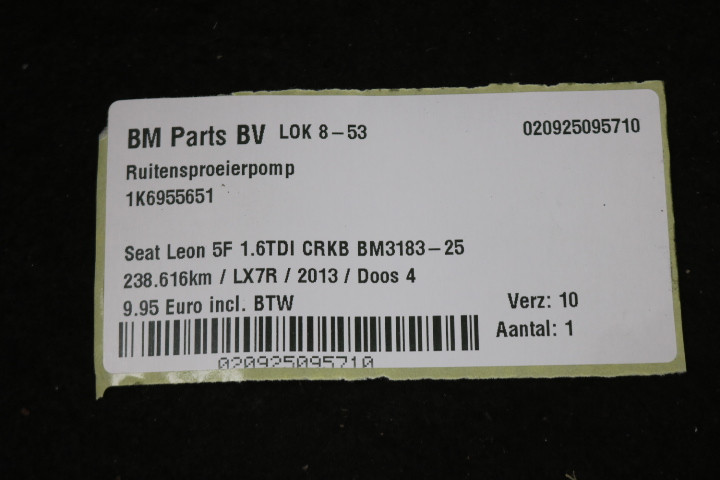 BM Parts BV LOK 8-53 020925095710
Ruitensproeierpomp
1K6955651
Seat Leon 5F 1.6TDI CRKB BM3183-25
238.616km / LX7R / 2013 / Doos 4
9.95 Euro incl. BTW Verz: 10
Aantal: 1
020925095710